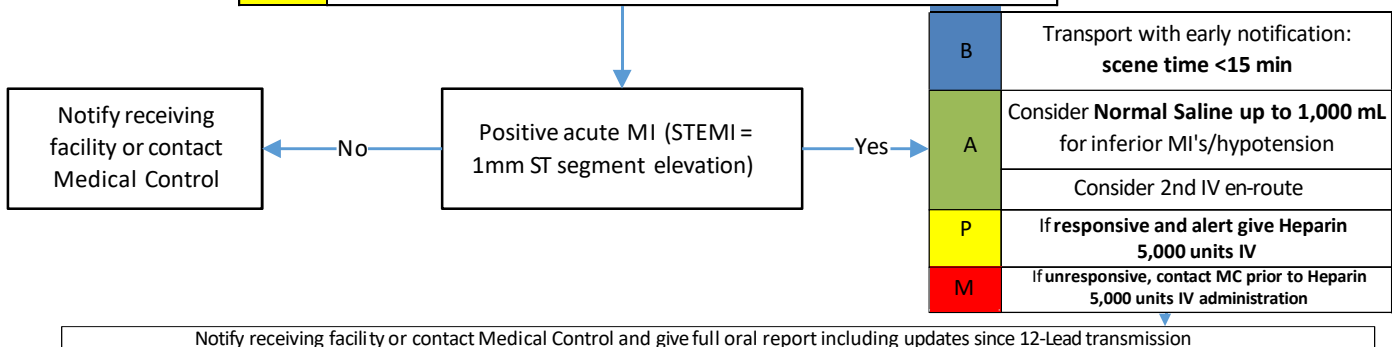 Notify receiving
facility or contact
Medical Control
No
Positive acute MI (STEMI =
1mm ST segment elevation)
Yes
B
Transport with early notification:
scene time <15 min
A
Consider Normal Saline up to 1,000 mL
for inferior MI's/hypotension
Consider 2nd IV en-route
P
If responsive and alert give Heparin
5,000 units IV
M
If unresponsive, contact MC prior to Heparin
5,000 units IV administration
Notify receiving facility or contact Medical Control and give full oral report including updates since 12-Lead transmission